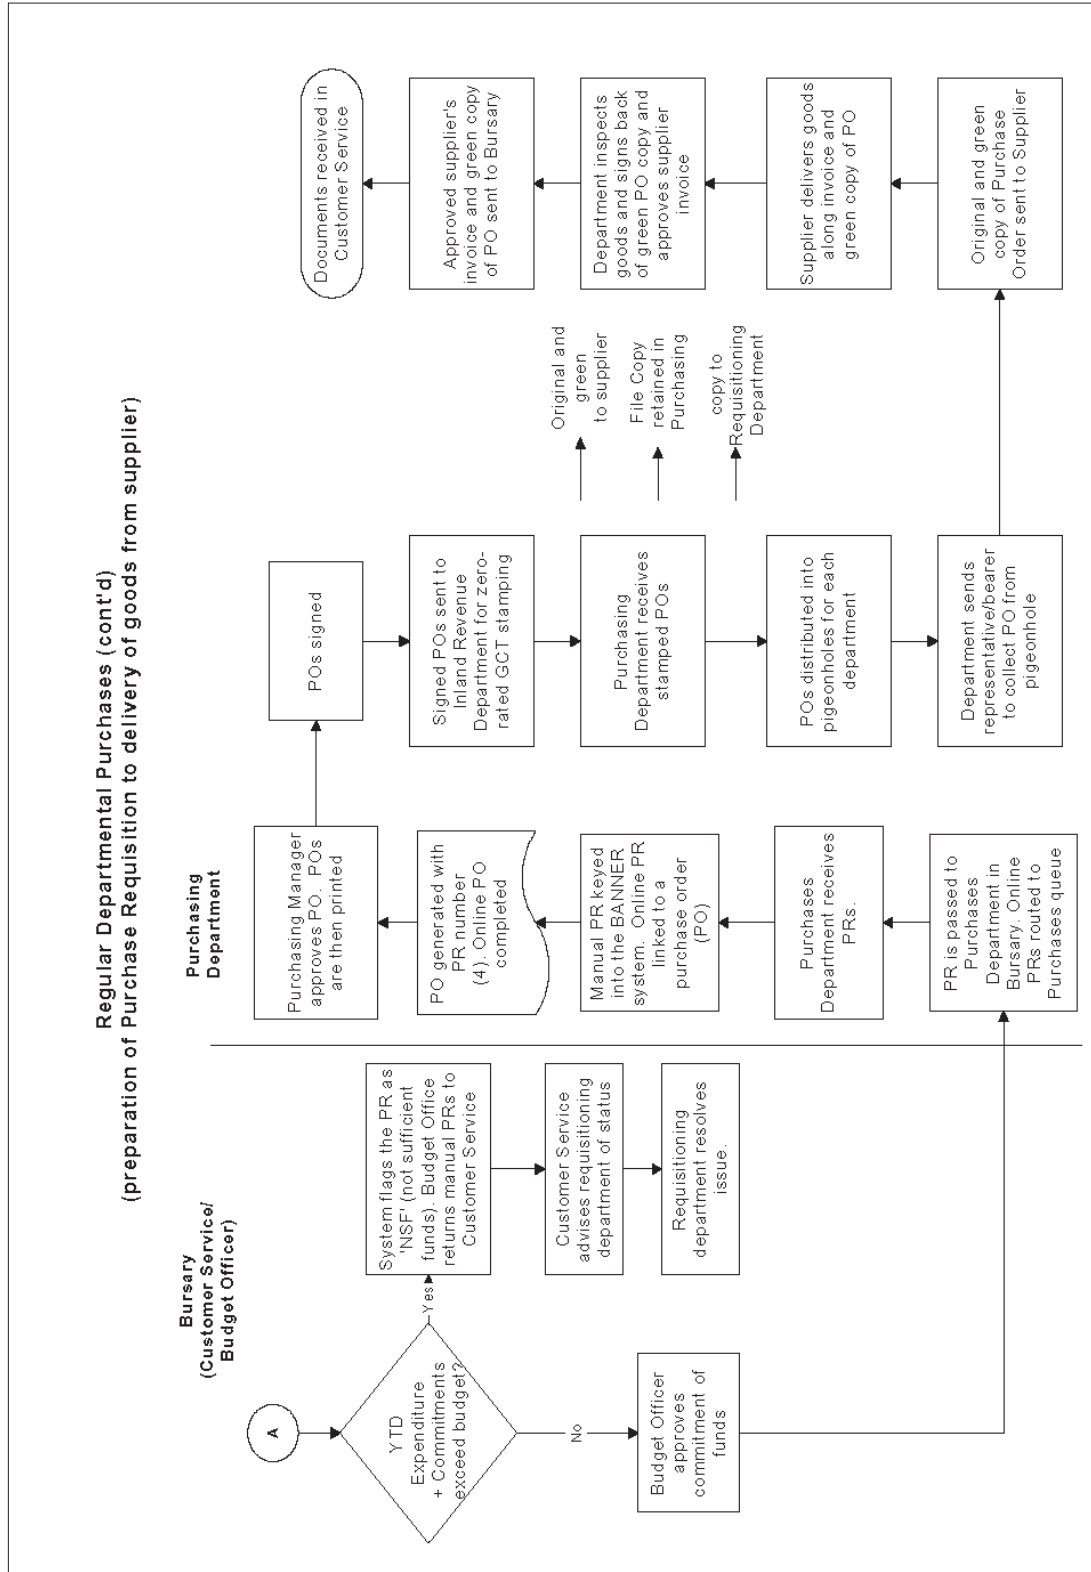 Regular Departmental Purchases (cont'd)
(preparation of Purchase Requisition to delivery of goods from supplier)
Bursary
(Customer Service/
Budget Officer)
A
YTD
Expenditure
+ Commitments
exceed budget?
Yes
No
System flags the PR as
'NSF' (not sufficient
funds). Budget Office
returns manual PRs to
Customer Service
Customer Service
advises requisitioning
department of status
Requisitioning
department resolves
issue.
Budget Officer
approves
commitment of
funds
Purchasing
Department
PR is passed to
Purchases
Department in
Bursary. Online
PRs routed to
Purchases queue
Purchases
Department receives
PRs.
Manual PR keyed
into the BANNER
system. Online PR
linked to a
purchase order
(PO)
PO generated with
PR number
(4). Online PO
completed
Purchasing Manager
approves PO. POs
are then printed
POs signed
Signed POs sent to
Inland Revenue
Department for zero-
rated GCT stamping
Purchasing
Department receives
stamped POs
POs distributed into
pigeonholes for each
department
Department sends
representative/bearer
to collect PO from
pigeonhole
Original and
green
to supplier
File Copy
retained in
Purchasing
copy to
Requisitioning
Department
Original and green
copy of Purchase
Order sent to Supplier
Supplier delivers goods
along invoice and
green copy of PO
Department inspects
goods and signs back
of green PO copy and
approves supplier
invoice
Approved supplier's
invoice and green copy
of PO sent to Bursary
Documents received in
Customer Service